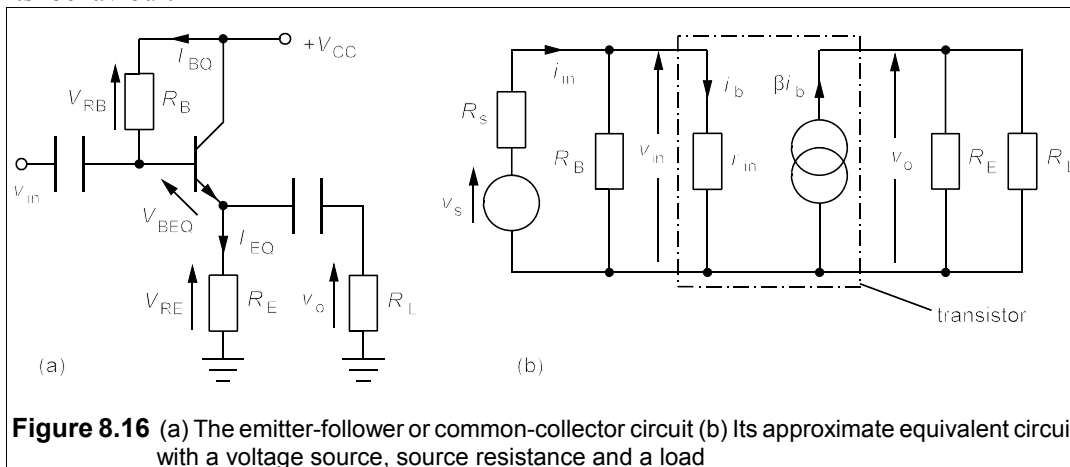 +V_CC
I_BQ
V_RB
R_B
v_in
V_BEQ
I_EQ
V_RE
R_E
v_o
R_L
(a)
i_in
R_s
v_s
R_B
v_in
i_b
r_in
βi_b
v_o
R_E
R_L
transistor
(b)
Figure 8.16 (a) The emitter-follower or common-collector circuit (b) Its approximate equivalent circui
with a voltage source, source resistance and a load